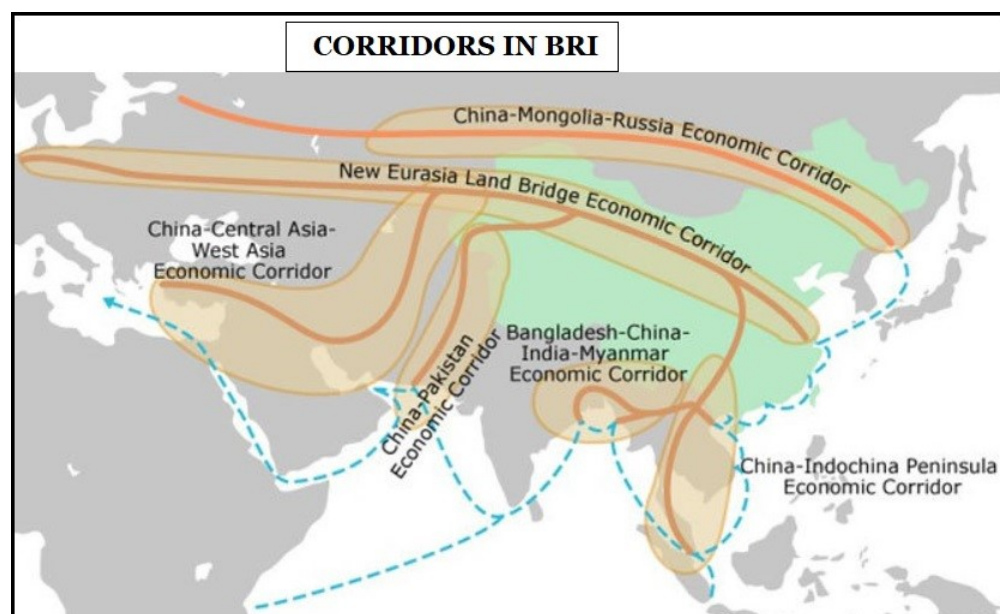 CORRIDORS IN BRI
China-Mongolia-Russia Economic Corridor
New Eurasia Land Bridge Economic Corridor
China-Central Asia-
West Asia
Economic Corridor
China-Pakistan
Economic Corridor
Bangladesh-China-
India-Myanmar
Economic Corridor
China-Indochina Peninsula
Economic Corridor